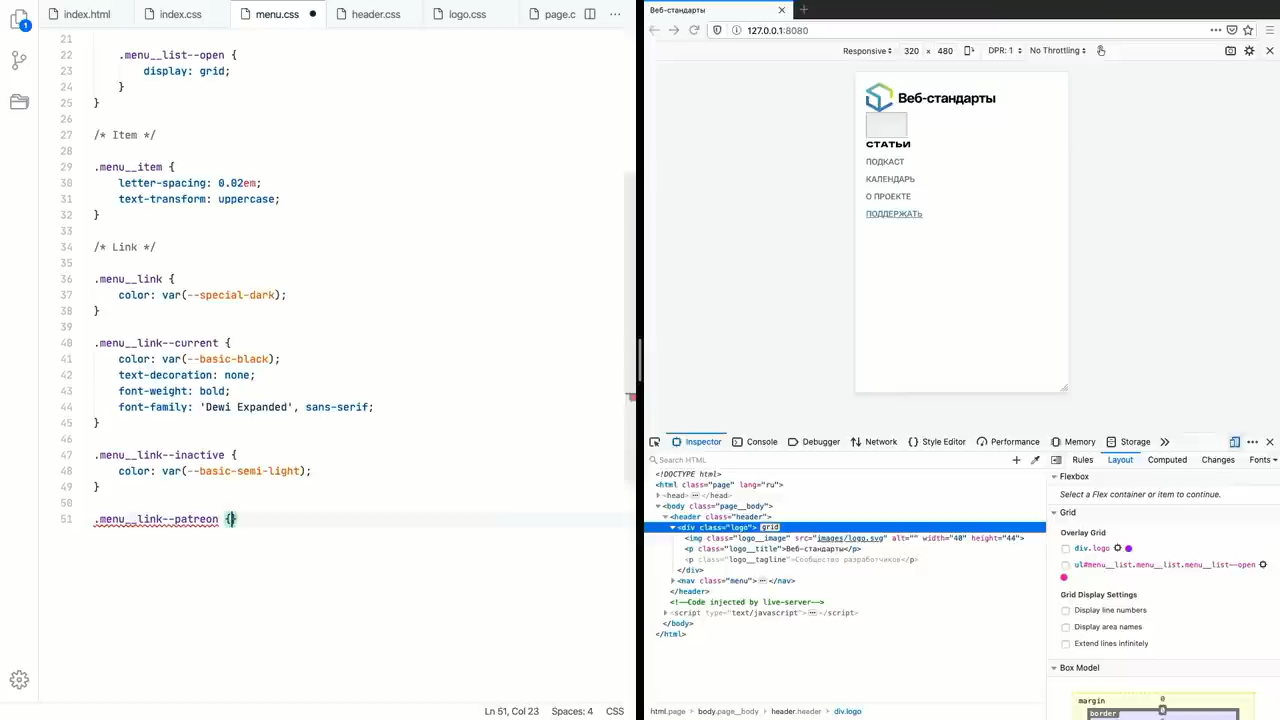 index.html
index.css
menu.css
header.css
logo.css
page.c
1
21
22 .menu__list--open {
23 display: grid;
24 }
25 }
26
27 /* Item */
28
29 .menu__item {
30 letter-spacing: 0.02em;
31 text-transform: uppercase;
32 }
33
34 /* Link */
35
36 .menu__link {
37 color: var(--special-dark);
38 }
39
40 .menu__link--current {
41 color: var(--basic-black);
42 text-decoration: none;
43 font-weight: bold;
44 font-family: 'Dewi Expanded', sans-serif;
45 }
46
47 .menu__link--inactive {
48 color: var(--basic-semi-light);
49 }
50
51 .menu__link--patreon {}
Ln 51, Col 23 Spaces: 4 CSS
Веб-стандарты
127.0.0.1:8080
Responsive 320 × 480 DPR: 1 No Throttling
Веб-стандарты
СТАТЬИ
ПОДКАСТ
КАЛЕНДАРЬ
О ПРОЕКТЕ
ПОДДЕРЖАТЬ
Inspector Console Debugger Network Style Editor Performance Memory Storage
Search HTML
<!DOCTYPE html>
<html class="page" lang="ru">
<head> </head>
<body class="page__body">
<header class="header">
<div class="logo"> grid
<img class="logo__image" src="images/logo.svg" alt="" width="40" height="44">
<p class="logo__title">Веб-стандарты</p>
<p class="logo__tagline">Сообщество разработчиков</p>
</div>
<nav class="menu"> </nav>
</header>
<!--Code injected by live-server-->
<script type="text/javascript"> </script>
</body>
</html>
html.page body.page__body header.header div.logo
Rules Layout Computed Changes Fonts
Flexbox
Select a Flex container or item to continue.
Grid
Overlay Grid
div.logo
ul#menu__list.menu__list.menu__list--open
Grid Display Settings
Display line numbers
Display area names
Extend lines infinitely
Box Model
margin 0
border